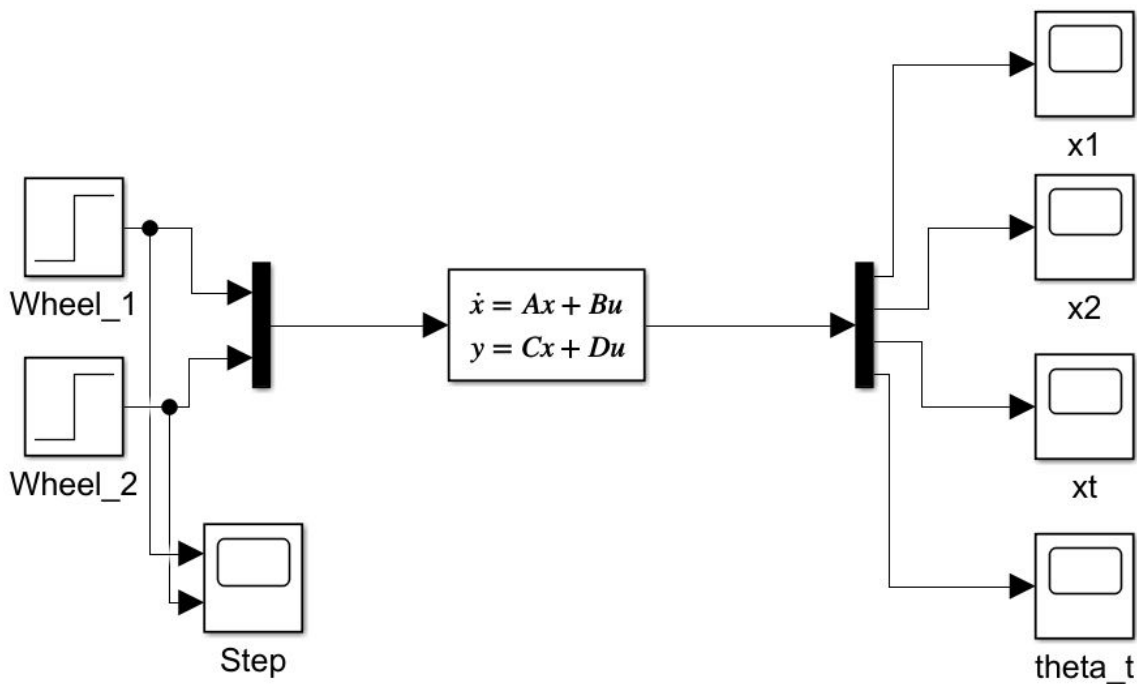 x1
Wheel_1
x2
ẋ = Ax + Bu
y = Cx + Du
Wheel_2
xt
Step
theta_t